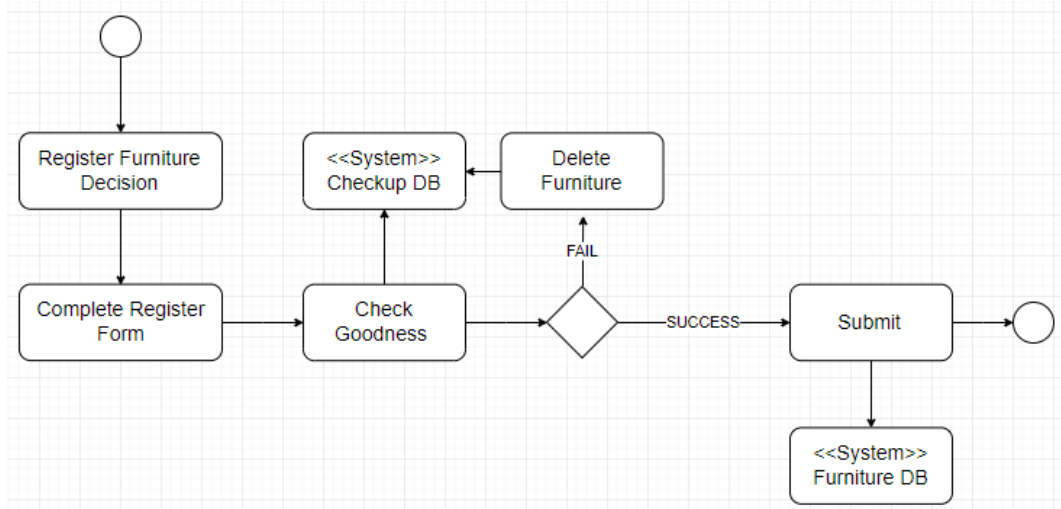 Register Furniture
Decision
<<System>>
Checkup DB
Delete
Furniture
FAIL
Complete Register
Form
Check
Goodness
SUCCESS
Submit
<<System>>
Furniture DB